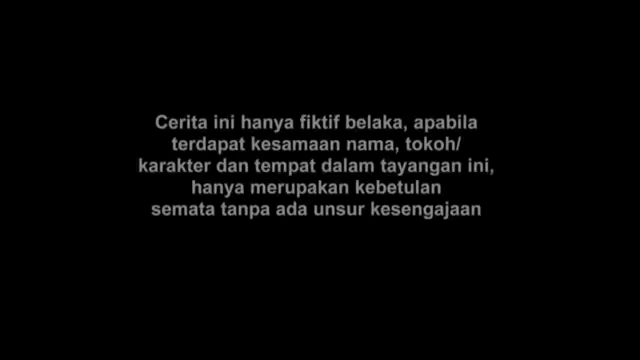 Cerita ini hanya fiktif belaka, apabila
terdapat kesamaan nama, tokoh/
karakter dan tempat dalam tayangan ini,
hanya merupakan kebetulan
semata tanpa ada unsur kesengajaan